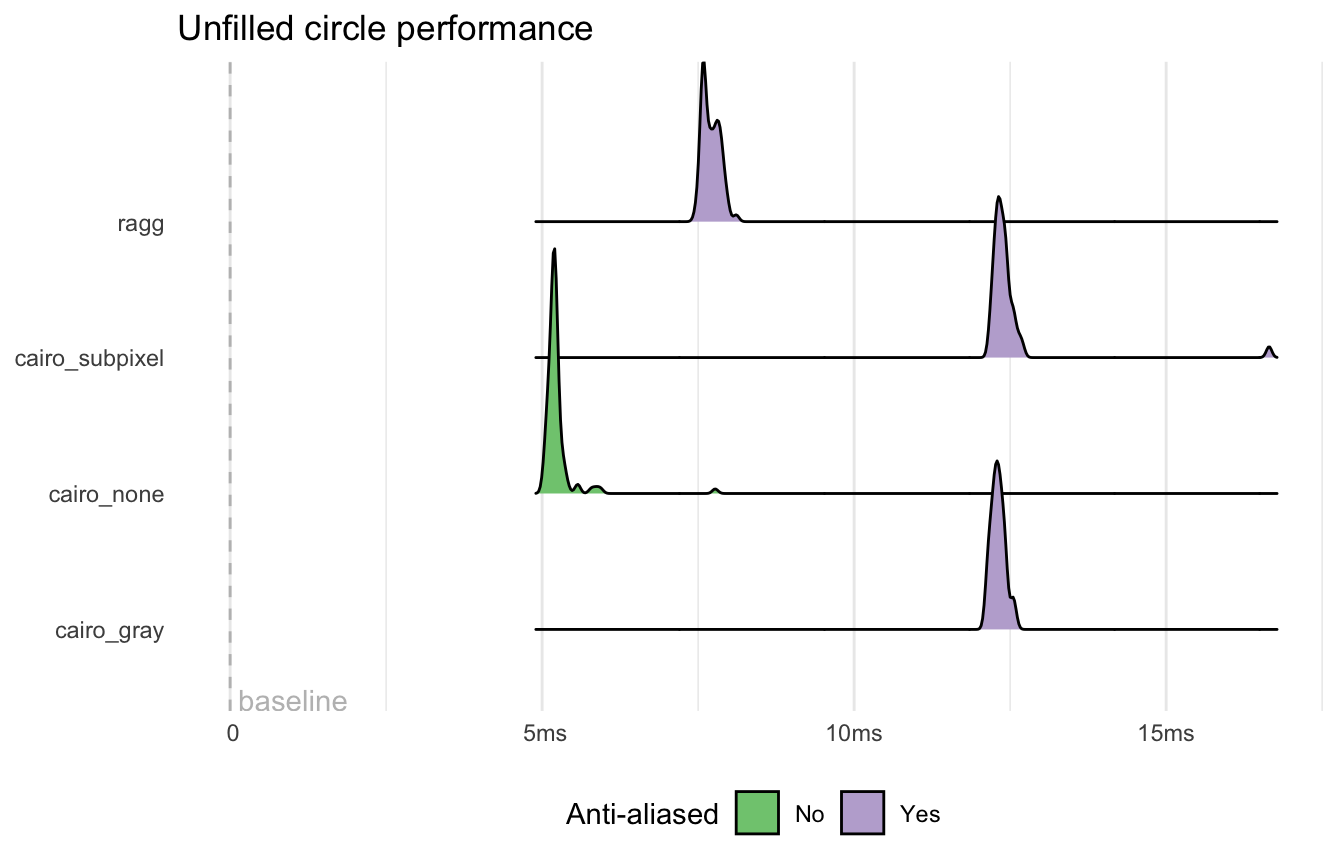 Unfilled circle performance
ragg
cairo_subpixel
cairo_none
cairo_gray
baseline
0 5ms 10ms 15ms
Anti-aliased No Yes